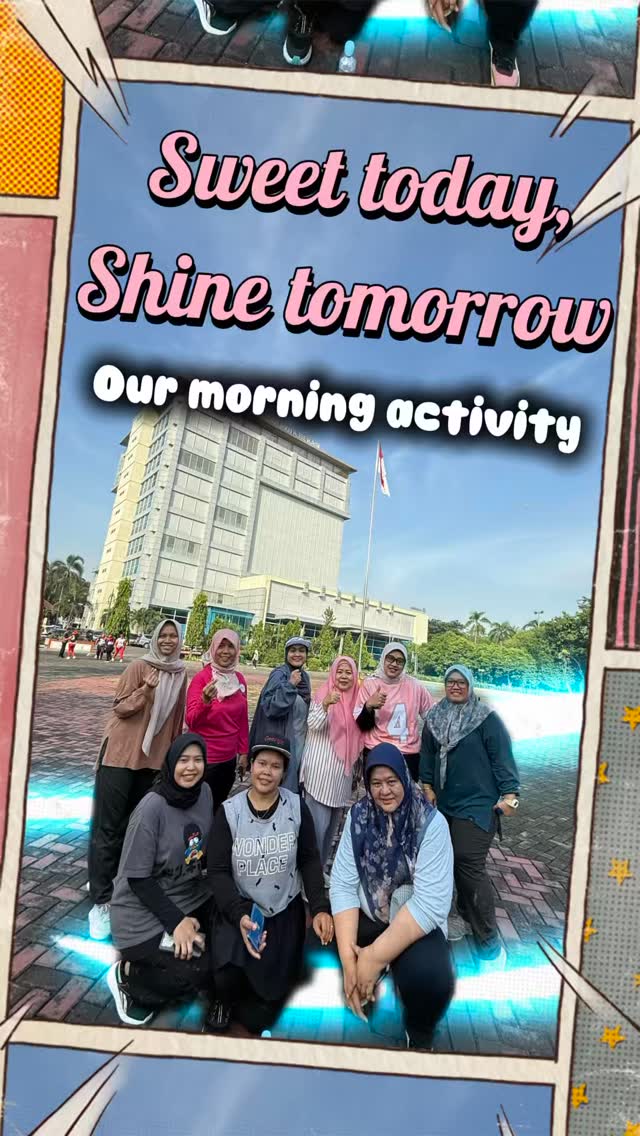 Sweet today,
Shine tomorrow
Our morning activity
4
WONDER
PLACE